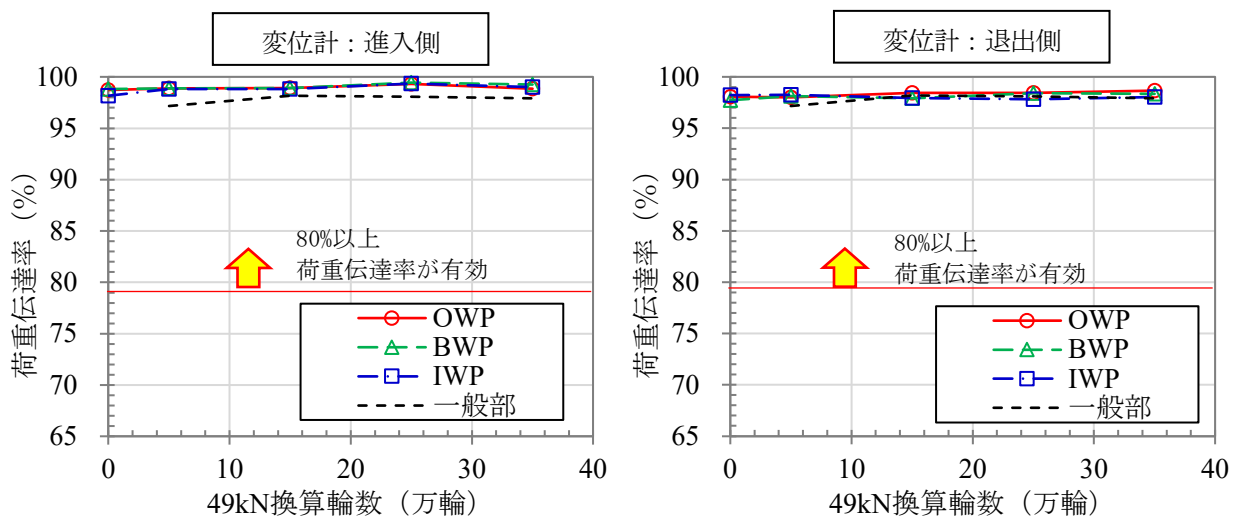 変位計：進入側
100
95
90
85
80
75
70
65
荷重伝達率（%）
80%以上
荷重伝達率が有効
OWP
BWP
IWP
一般部
0 10 20 30 40
49kN換算輪数（万輪）
変位計：退出側
100
95
90
85
80
75
70
65
荷重伝達率（%）
80%以上
荷重伝達率が有効
OWP
BWP
IWP
一般部
0 10 20 30 40
49kN換算輪数（万輪）